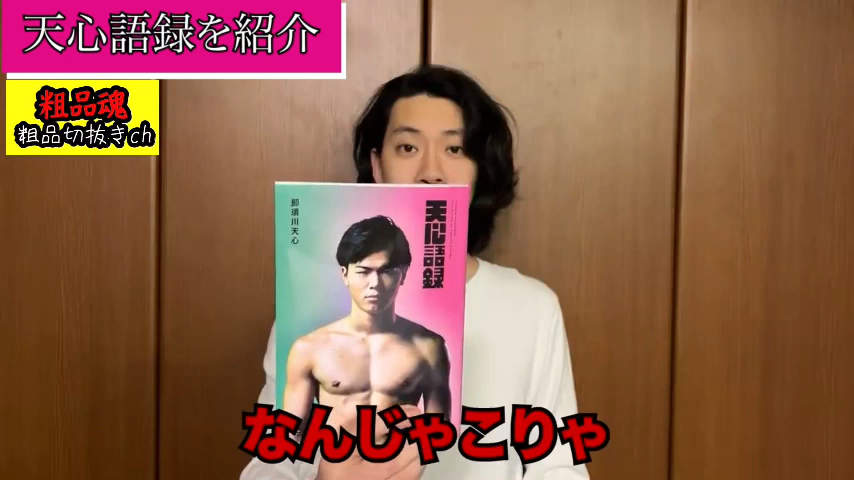 天心語録を紹介
粗品魂
粗品切抜きch
那須川天心
天心語録
なんじゃこりゃ